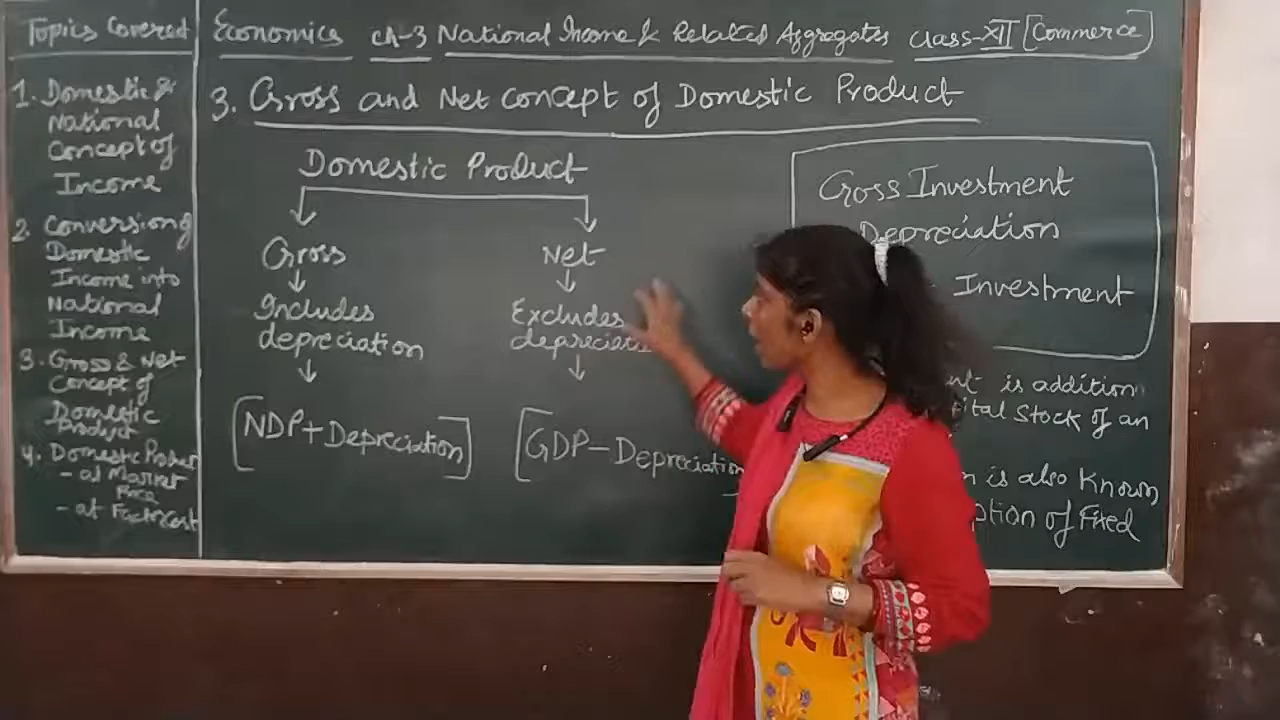 Topics Covered
1. Domestic &
National
Concept of
Income
2. Conversion of
Domestic
Income into
National
Income
3. Gross & Net
Concept of
Domestic
Product
4. Domestic Product
- at Market
Price
- at Factor Cost
Economics Ch-3 National Income & Related Aggregates Class-XII [Commerce]
3. Gross and Net concept of Domestic Product
Domestic Product
Gross Net
Includes Excludes
depreciation
[NDP+Depreciation] [GDP-Depreciation
Gross Investment
Depreciation
Investment
is addition
Stock of an
is also Known
of Fixed